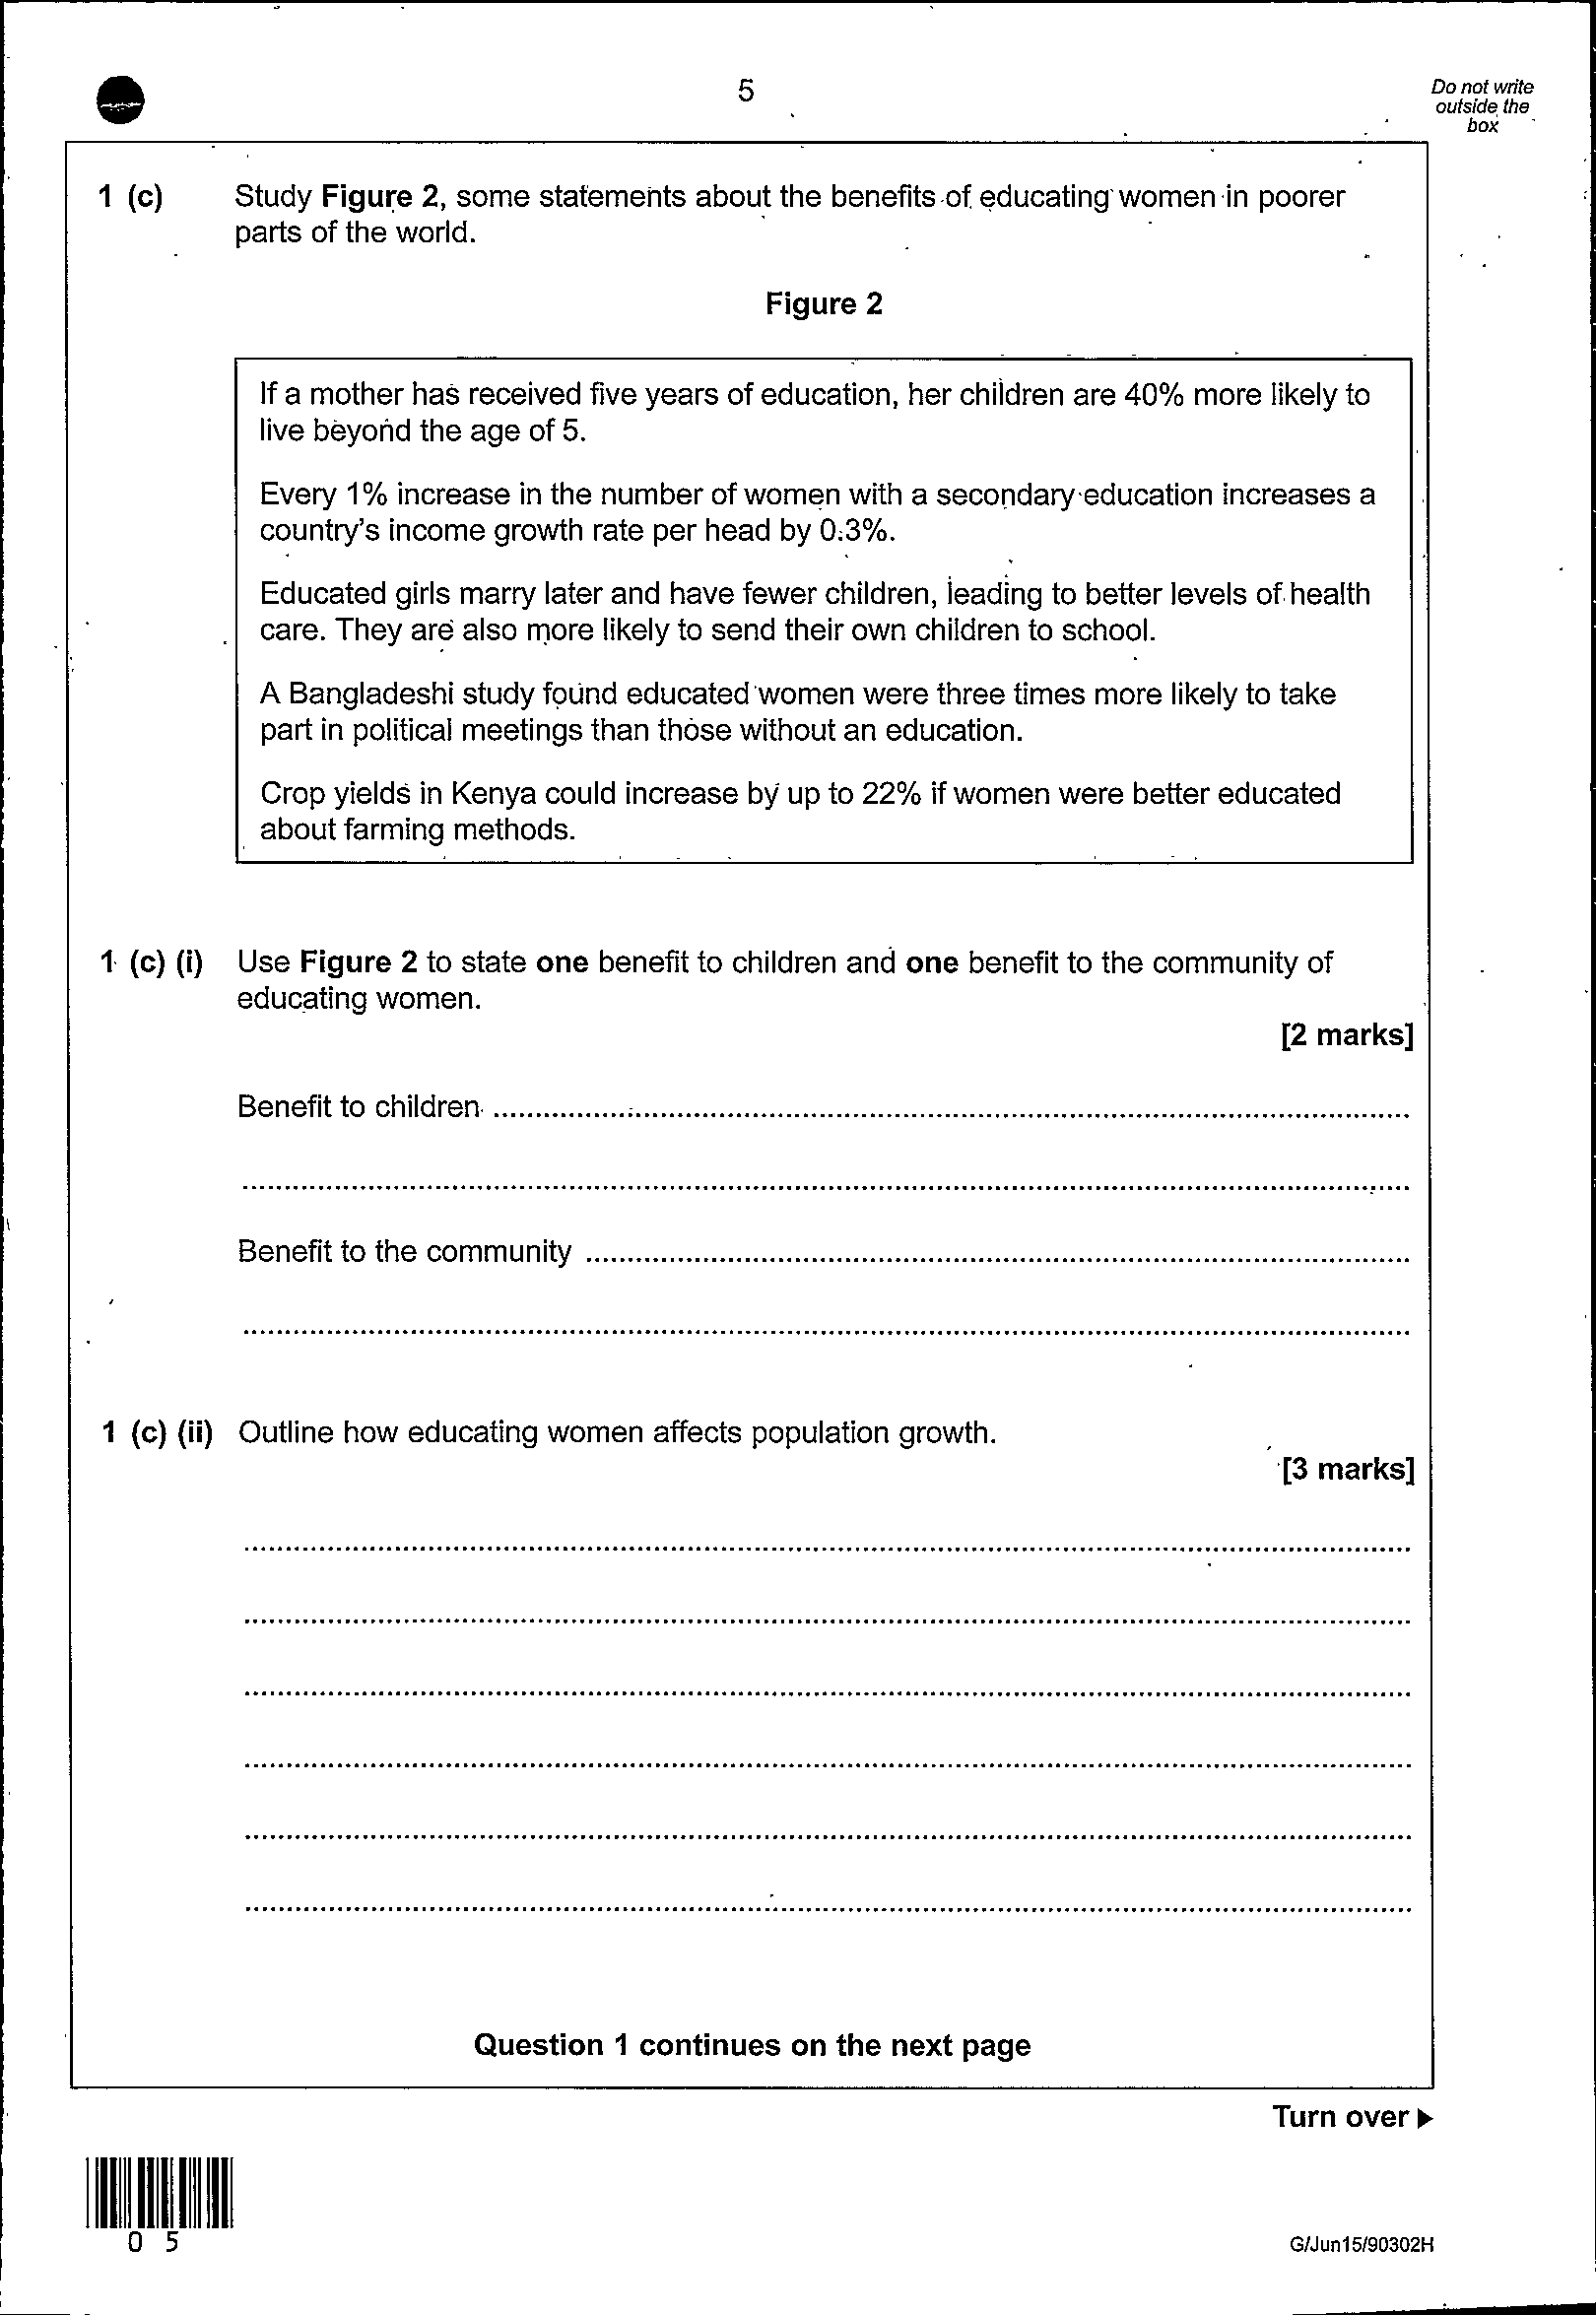 5
Do not write
outside the
box
1 (c) Study Figure 2, some statements about the benefits of educating women in poorer
parts of the world.
Figure 2
If a mother has received five years of education, her children are 40% more likely to
live beyond the age of 5.
Every 1% increase in the number of women with a secondary education increases a
country's income growth rate per head by 0.3%.
Educated girls marry later and have fewer children, leading to better levels of health
care. They are also more likely to send their own children to school.
A Bangladeshi study found educated women were three times more likely to take
part in political meetings than those without an education.
Crop yields in Kenya could increase by up to 22% if women were better educated
about farming methods.
1 (c) (i) Use Figure 2 to state one benefit to children and one benefit to the community of
educating women.
[2 marks]
Benefit to children
Benefit to the community
1 (c) (ii) Outline how educating women affects population growth.
[3 marks]
Question 1 continues on the next page
Turn over
0 5
G/Jun15/90302H